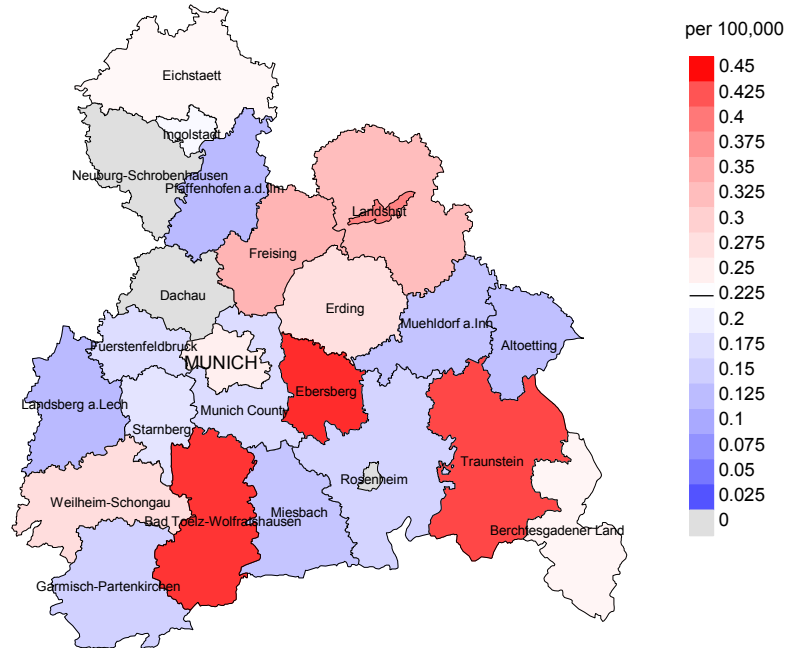 per 100,000
0.45
0.425
0.4
0.375
0.35
0.325
0.3
0.275
0.25
0.225
0.2
0.175
0.15
0.125
0.1
0.075
0.05
0.025
0
Eichstaett
Ingolstadt
Neuburg-Schrobenhausen
Pfaffenhofen a.d.Ilm
Landshut
Freising
Dachau
Erding
Muehldorf a.Inn
Altoetting
Fuerstenfeldbruck
MUNICH
Ebersberg
Landsberg a.Lech
Munich County
Starnberg
Traunstein
Rosenheim
Weilheim-Schongau
Miesbach
Bad Toelz-Wolfratshausen
Berchtesgadener Land
Garmisch-Partenkirchen